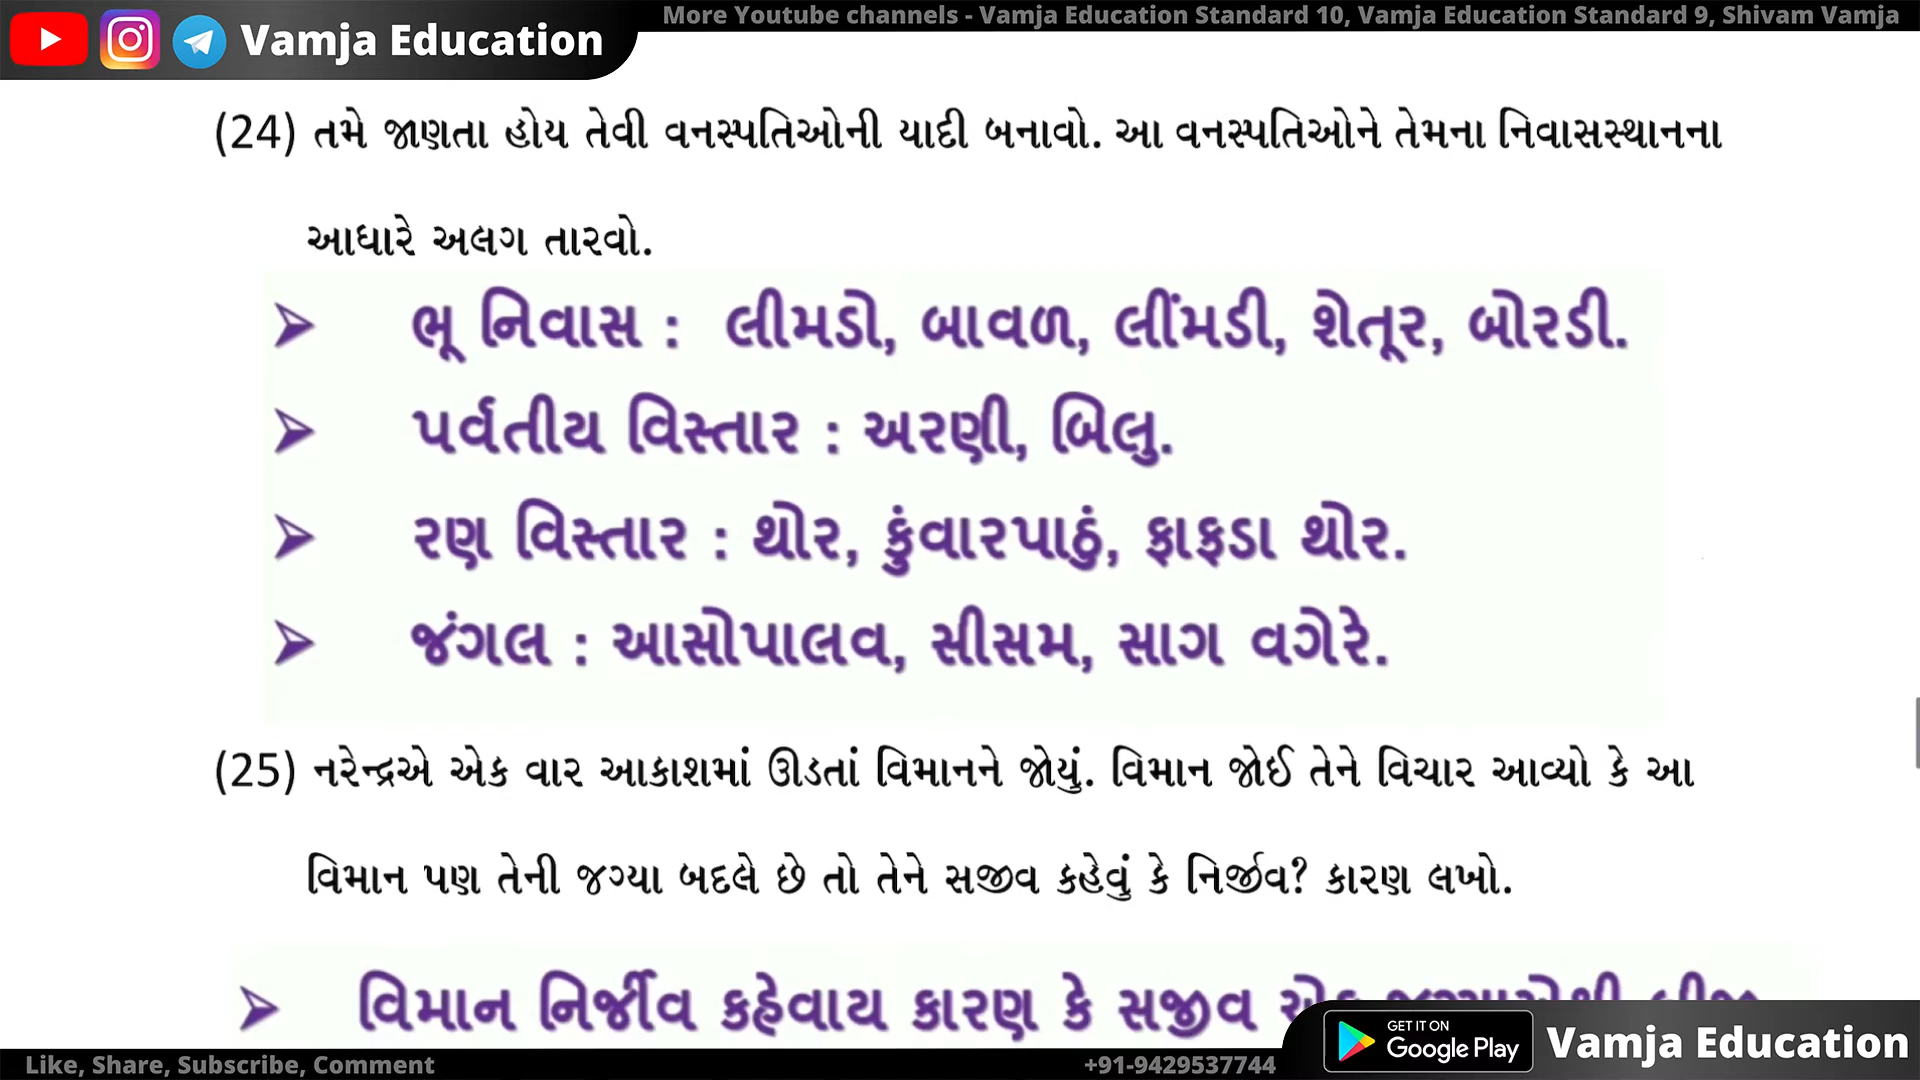 More Youtube channels - Vamja Education Standard 10, Vamja Education Standard 9, Shivam Vamja
Vamja Education
(24) તમે જાણતા હોય તેવી વનસ્પતિઓની યાદી બનાવો. આ વનસ્પતિઓને તેમના નિવાસસ્થાનના
આધારે અલગ તારવો.
➤ ભૂ નિવાસ : લીમડો, બાવળ, લીંમડી, શેતૂર, બોરડી.
➤ પર્વતીય વિસ્તાર : અરણી, બિલુ.
➤ રણ વિસ્તાર : થોર, કુંવારપાઠું, ફાફડા થોર.
➤ જંગલ : આસોપાલવ, સીસમ, સાગ વગેરે.
(25) નરેન્દ્રએ એક વાર આકાશમાં ઊડતાં વિમાનને જોયું. વિમાન જોઈ તેને વિચાર આવ્યો કે આ
વિમાન પણ તેની જગ્યા બદલે છે તો તેને સજીવ કહેવું કે નિર્જીવ? કારણ લખો.
➤ વિમાન નિર્જીવ કહેવાય કારણ કે સજીવ
GET IT ON
Google Play
Vamja Education
Like, Share, Subscribe, Comment
+91-9429537744